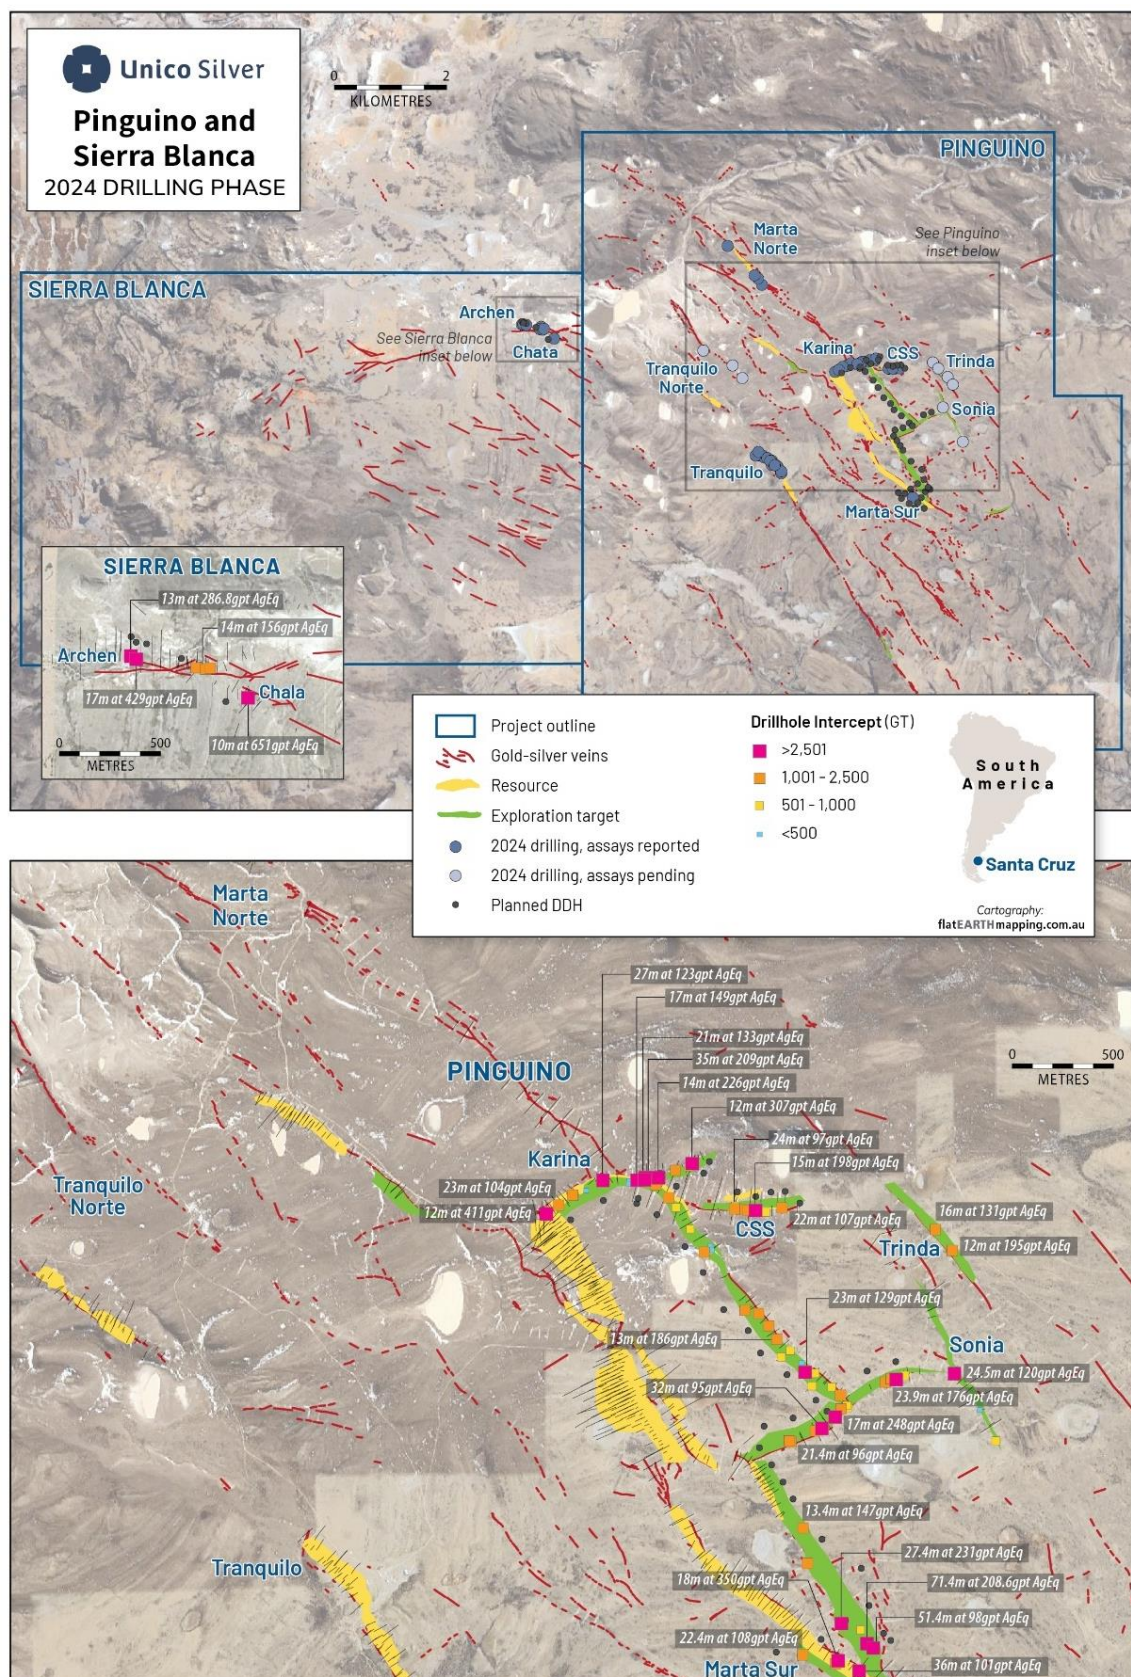 Unico Silver
Pinguino and
Sierra Blanca
2024 DRILLING PHASE
0 2
KILOMETRES
PINGUINO
Marta
Norte
See Pinguino
inset below
SIERRA BLANCA
Archen
See Sierra Blanca
inset below
Chata
Karina
CSS
Trinda
Tranquilo
Norte
Sonia
Tranquilo
Marta Sur
SIERRA BLANCA
13m at 286.8gpt AgEq
14m at 156gpt AgEq
Archen
17m at 429gpt AgEq
Chala
10m at 651gpt AgEq
0 500
METRES
Project outline
Gold-silver veins
Resource
Exploration target
2024 drilling, assays reported
2024 drilling, assays pending
Planned DDH
Drillhole Intercept (GT)
>2,501
1,001 - 2,500
501 - 1,000
<500
South
America
Santa Cruz
Cartography:
flatEARTHmapping.com.au
Marta
Norte
27m at 123gpt AgEq
17m at 149gpt AgEq
21m at 133gpt AgEq
35m at 209gpt AgEq
14m at 226gpt AgEq
12m at 307gpt AgEq
24m at 97gpt AgEq
15m at 198gpt AgEq
0 500
METRES
PINGUINO
Karina
Tranquilo
Norte
23m at 104gpt AgEq
12m at 411gpt AgEq
CSS
22m at 107gpt AgEq
16m at 131gpt AgEq
Trinda
12m at 195gpt AgEq
23m at 129gpt AgEq
13m at 186gpt AgEq
Sonia
24.5m at 120gpt AgEq
32m at 95gpt AgEq
23.9m at 176gpt AgEq
17m at 248gpt AgEq
21.4m at 96gpt AgEq
13.4m at 147gpt AgEq
27.4m at 231gpt AgEq
Tranquilo
18m at 350gpt AgEq
71.4m at 208.6gpt AgEq
51.4m at 98gpt AgEq
22.4m at 108gpt AgEq
36m at 101gpt AgEq
Marta Sur